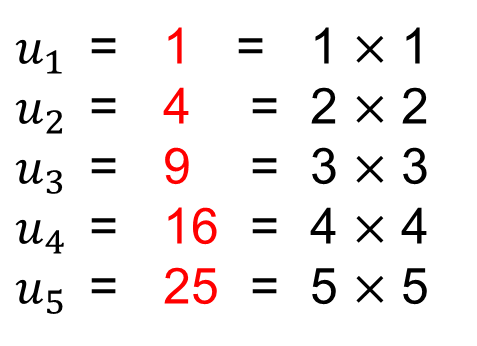 u₁ = 1 = 1 × 1
u₂ = 4 = 2 × 2
u₃ = 9 = 3 × 3
u₄ = 16 = 4 × 4
u₅ = 25 = 5 × 5